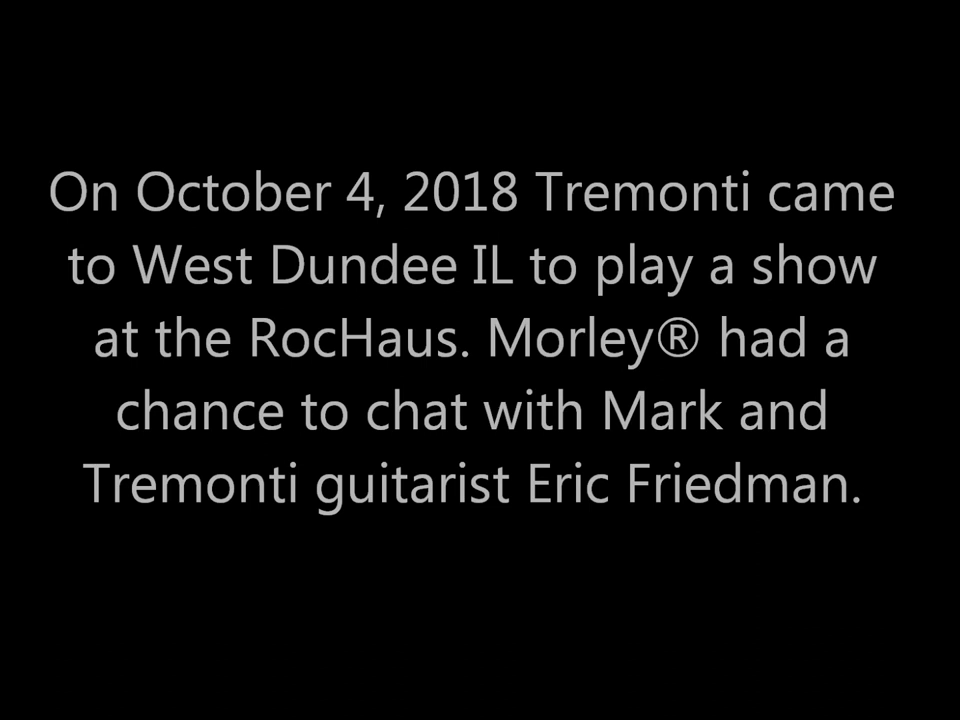 On October 4, 2018 Tremonti came
to West Dundee IL to play a show
at the RocHaus. Morley® had a
chance to chat with Mark and
Tremonti guitarist Eric Friedman.